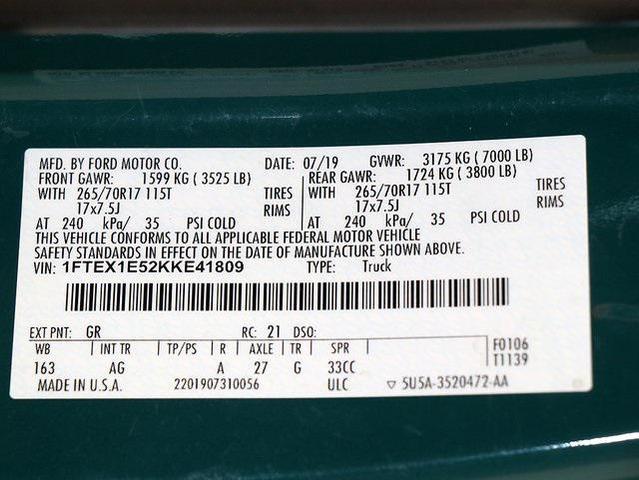 MFD. BY FORD MOTOR CO. DATE: 07/19 GVWR: 3175 KG ( 7000 LB)
FRONT GAWR: 1599 KG ( 3525 LB) REAR GAWR: 1724 KG ( 3800 LB)
WITH 265/70R17 115T TIRES WITH 265/70R17 115T TIRES
17x7.5J RIMS 17x7.5J RIMS
AT 240 kPa/ 35 PSI COLD AT 240 kPa/ 35 PSI COLD
THIS VEHICLE CONFORMS TO ALL APPLICABLE FEDERAL MOTOR VEHICLE
SAFETY STANDARDS IN EFFECT ON THE DATE OF MANUFACTURE SHOWN ABOVE.
VIN: 1FTEX1E52KKE41809 TYPE: Truck
EXT PNT: GR RC: 21 DSO:
WB INT TR TP/PS R AXLE TR SPR F0106
163 AG A 27 G 33CC T1139
MADE IN U.S.A. 2201907310056 ULC ▽ 5U5A-3520472-AA